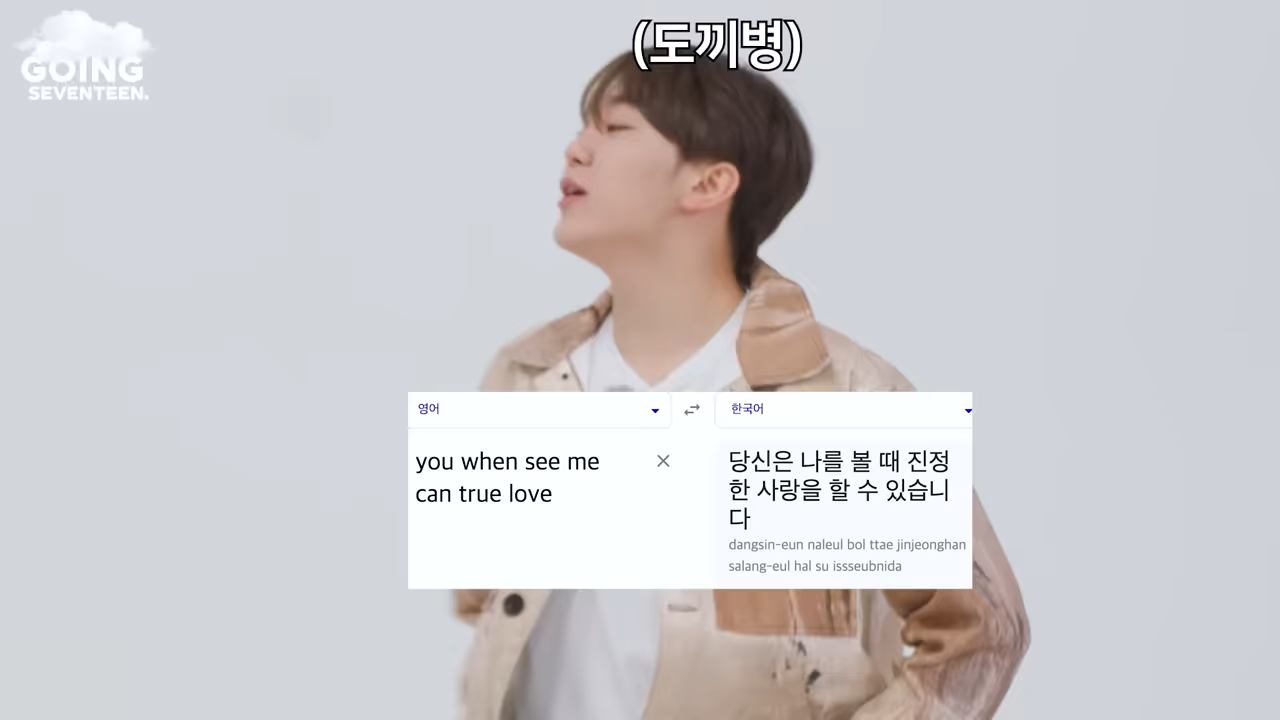 GOING
SEVENTEEN.
(도끼병)
영어
한국어
you when see me
can true love
당신은 나를 볼 때 진정
한 사랑을 할 수 있습니
다
dangsin-eun naleul bol ttae jinjeonghan
salang-eul hal su issseubnida